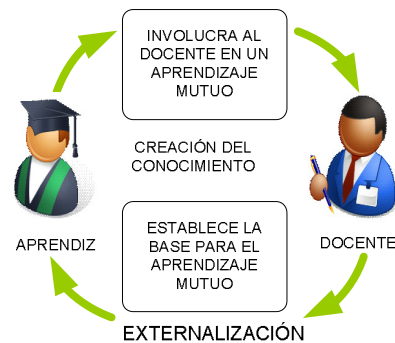 INVOLUCRA AL
DOCENTE EN UN
APRENDIZAJE
MUTUO
CREACIÓN DEL
CONOCIMIENTO
APRENDIZ
DOCENTE
ESTABLECE LA
BASE PARA EL
APRENDIZAJE
MUTUO
EXTERNALIZACIÓN